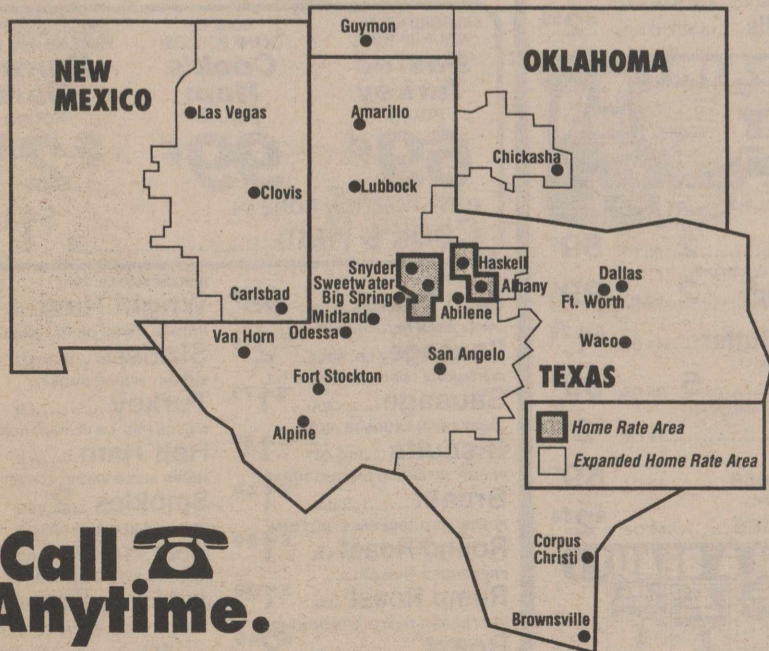 Guymon
NEW
MEXICO
OKLAHOMA
Las Vegas
Amarillo
Chickasha
Clovis
Lubbock
Snyder
Haskell
Sweetwater
Albany
Dallas
Big Spring
Ft. Worth
Carlsbad
Midland
Abilene
Odessa
Van Horn
Waco
San Angelo
TEXAS
Fort Stockton
Alpine
Home Rate Area
Expanded Home Rate Area
Corpus
Christi
Brownsville
Call
Anytime.